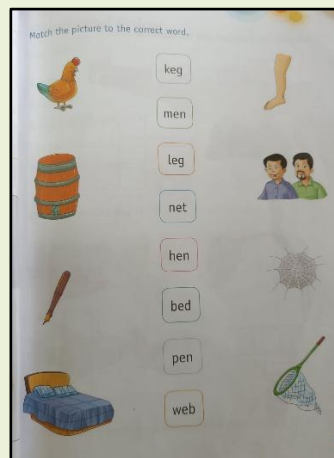 Match the picture to the correct word.
keg
men
leg
net
hen
bed
pen
web